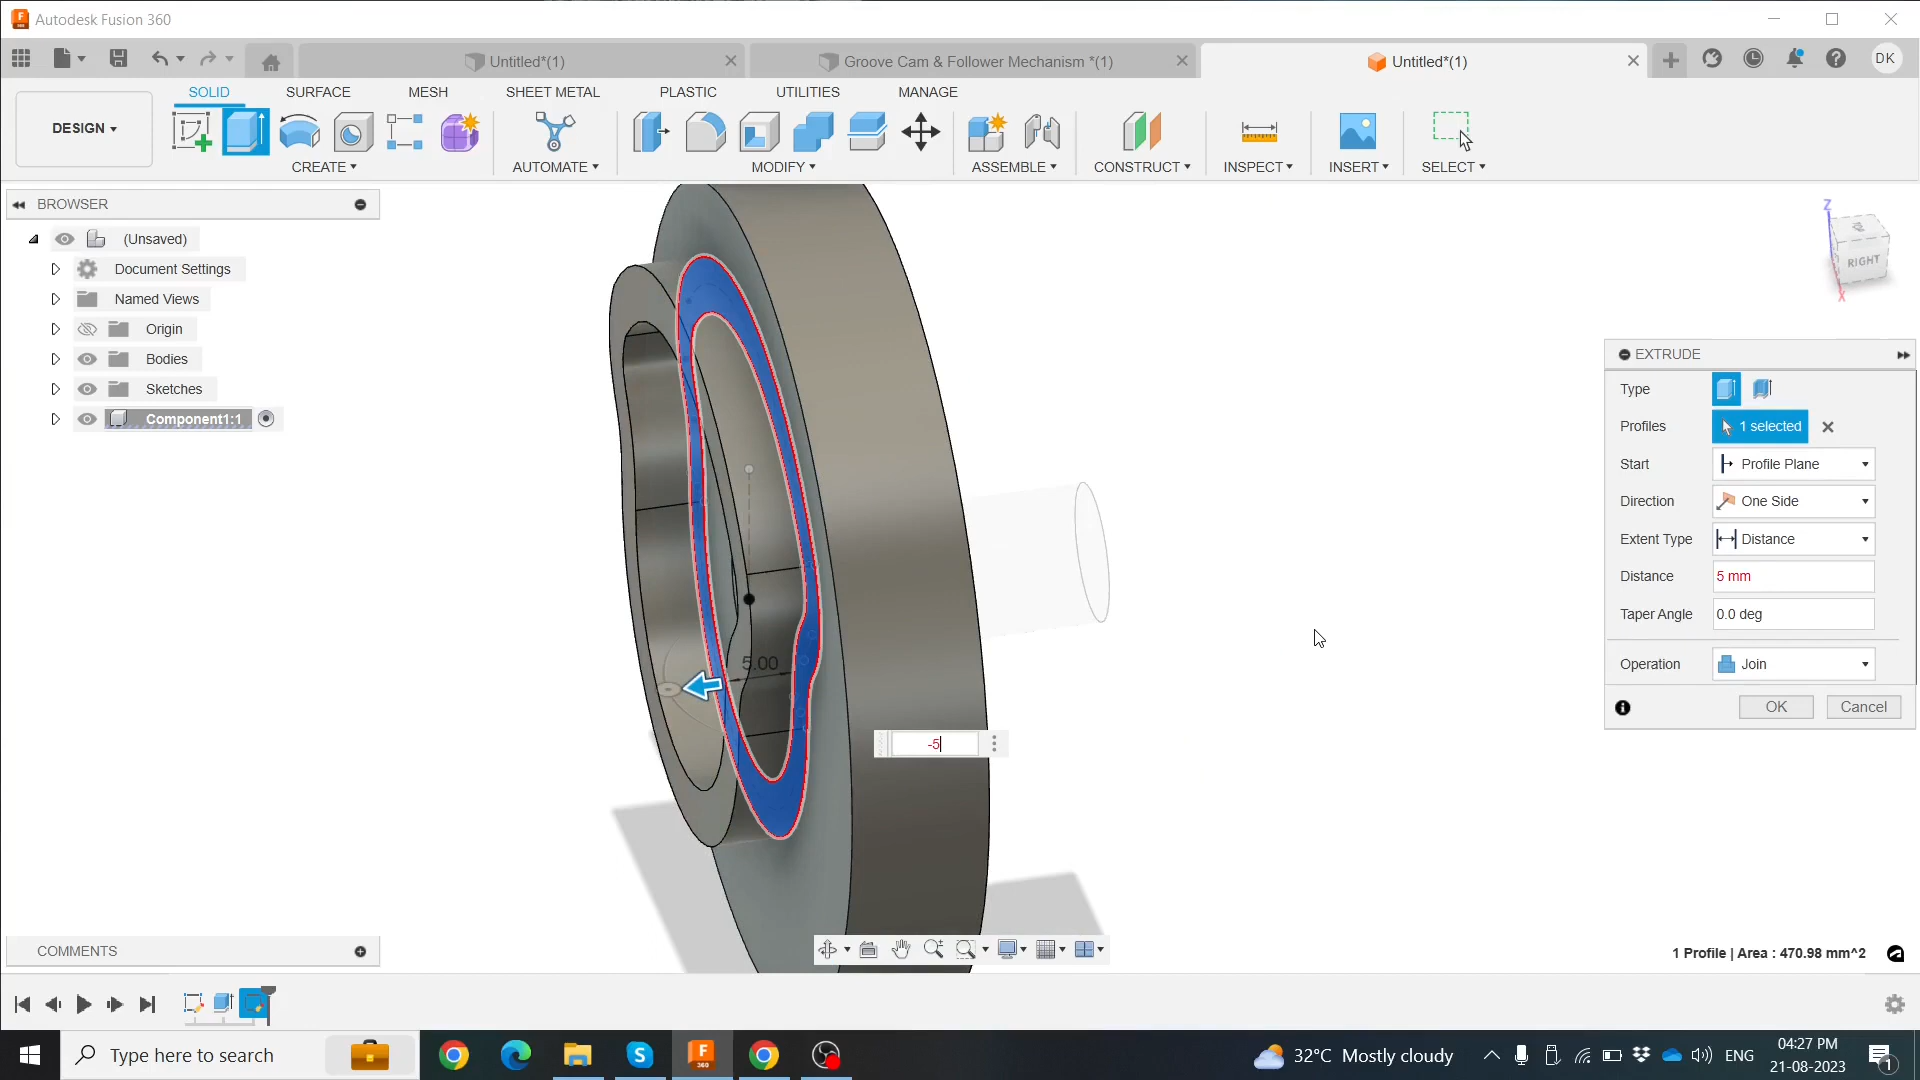 Autodesk Fusion 360
Untitled*(1)
Groove Cam & Follower Mechanism *(1)
Untitled*(1)
DK
DESIGN
SOLID
SURFACE
MESH
SHEET METAL
PLASTIC
UTILITIES
MANAGE
CREATE
AUTOMATE
MODIFY
ASSEMBLE
CONSTRUCT
INSPECT
INSERT
SELECT
BROWSER
(Unsaved)
Document Settings
Named Views
Origin
Bodies
Sketches
Component1:1
Z
RIGHT
X
5.00
-5
EXTRUDE
Type
Profiles
1 selected
Start
Profile Plane
Direction
One Side
Extent Type
Distance
Distance
5 mm
Taper Angle
0.0 deg
Operation
Join
OK
Cancel
COMMENTS
1 Profile | Area : 470.98 mm^2
Type here to search
F
360
32°C Mostly cloudy
ENG
04:27 PM
21-08-2023
1